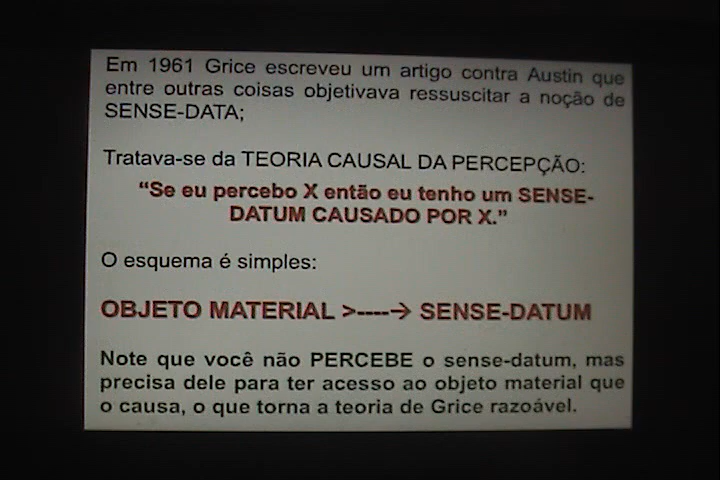 Em 1961 Grice escreveu um artigo contra Austin que
entre outras coisas objetivava ressuscitar a noção de
SENSE-DATA;
Tratava-se da TEORIA CAUSAL DA PERCEPÇÃO:
“Se eu percebo X então eu tenho um SENSE-
DATUM CAUSADO POR X.”
O esquema é simples:
OBJETO MATERIAL >----→ SENSE-DATUM
Note que você não PERCEBE o sense-datum, mas
precisa dele para ter acesso ao objeto material que
o causa, o que torna a teoria de Grice razoável.